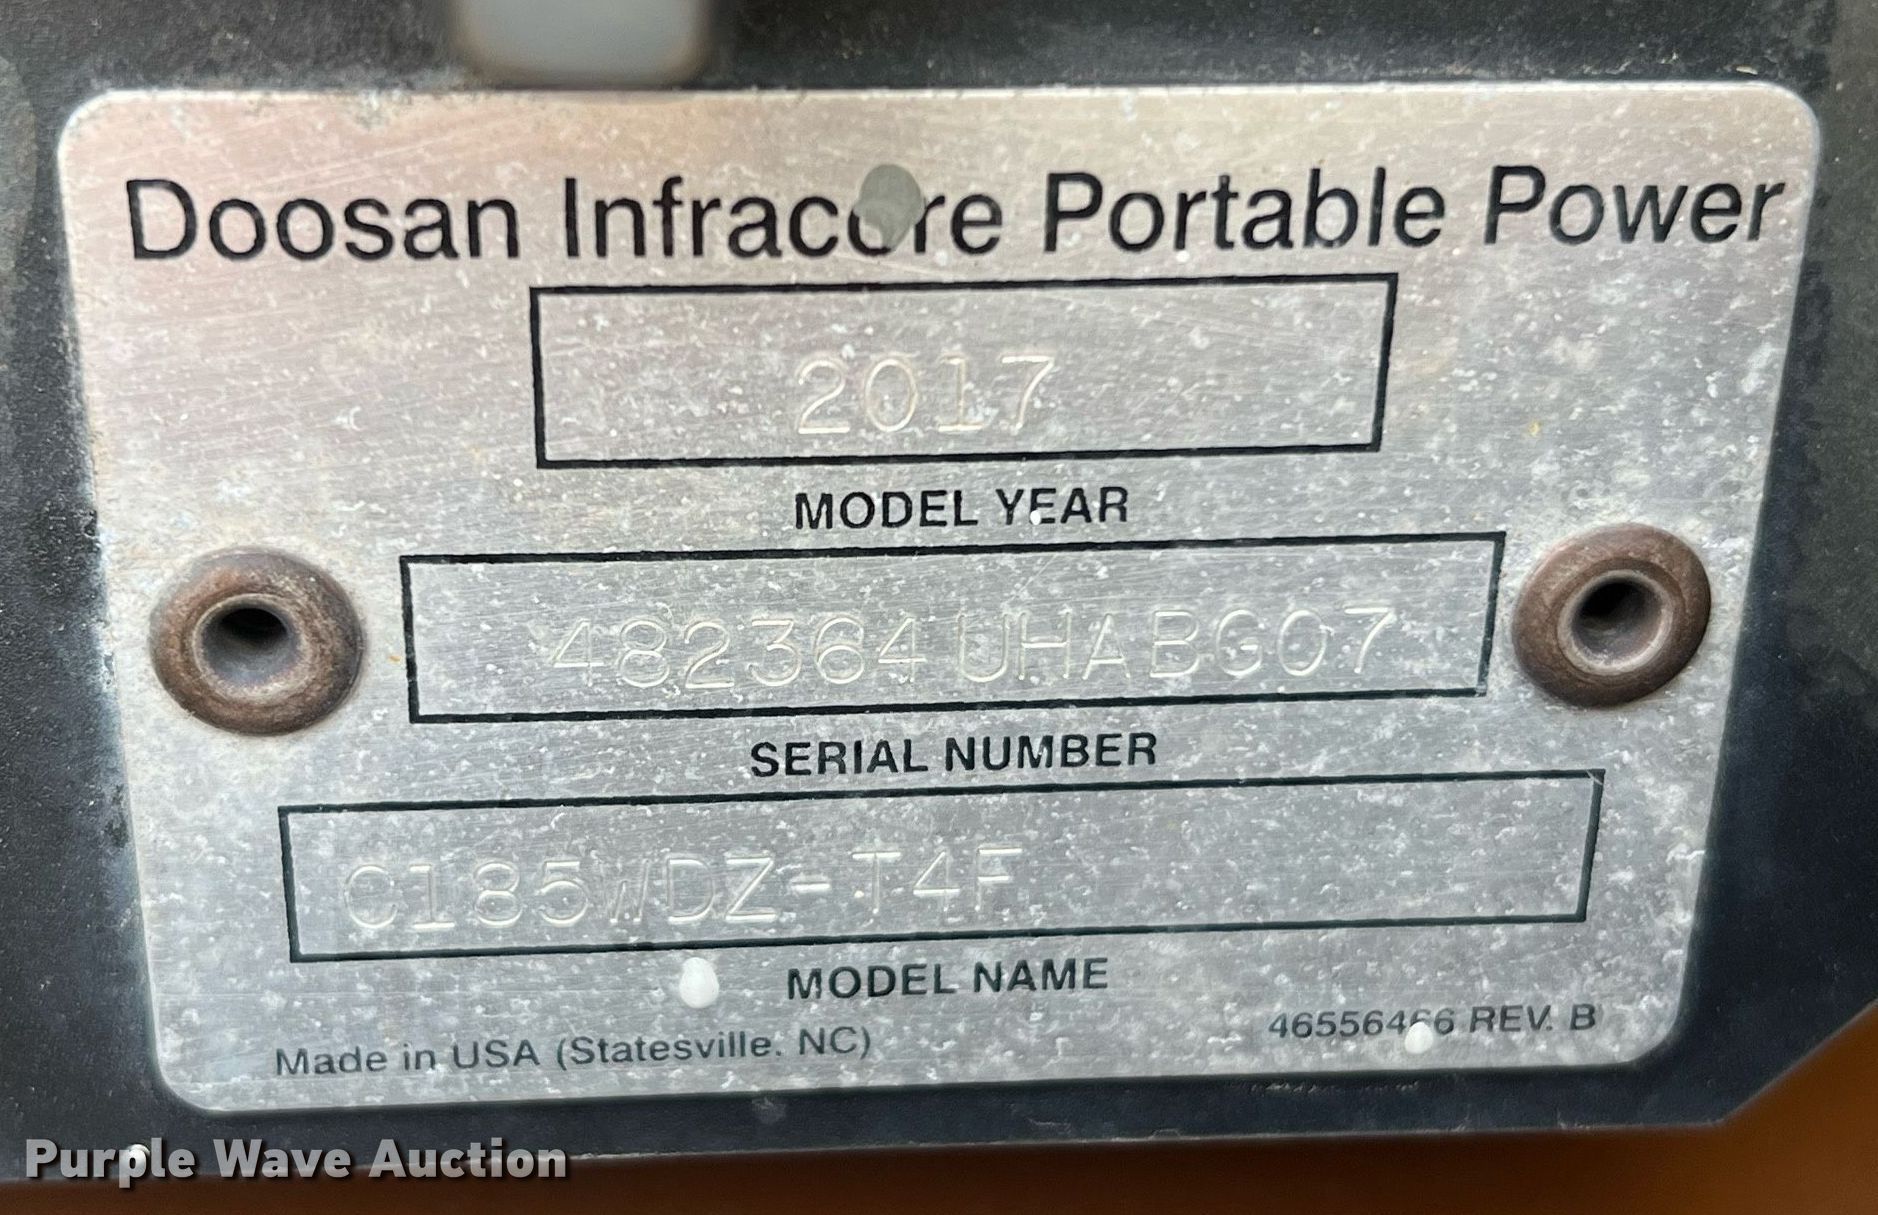 Doosan Infracore Portable Power
2017
MODEL YEAR
482364UHABG07
SERIAL NUMBER
C185WDZ-T4F
MODEL NAME
Made in USA (Statesville, NC)
46556466 REV. B
Purple Wave Auction